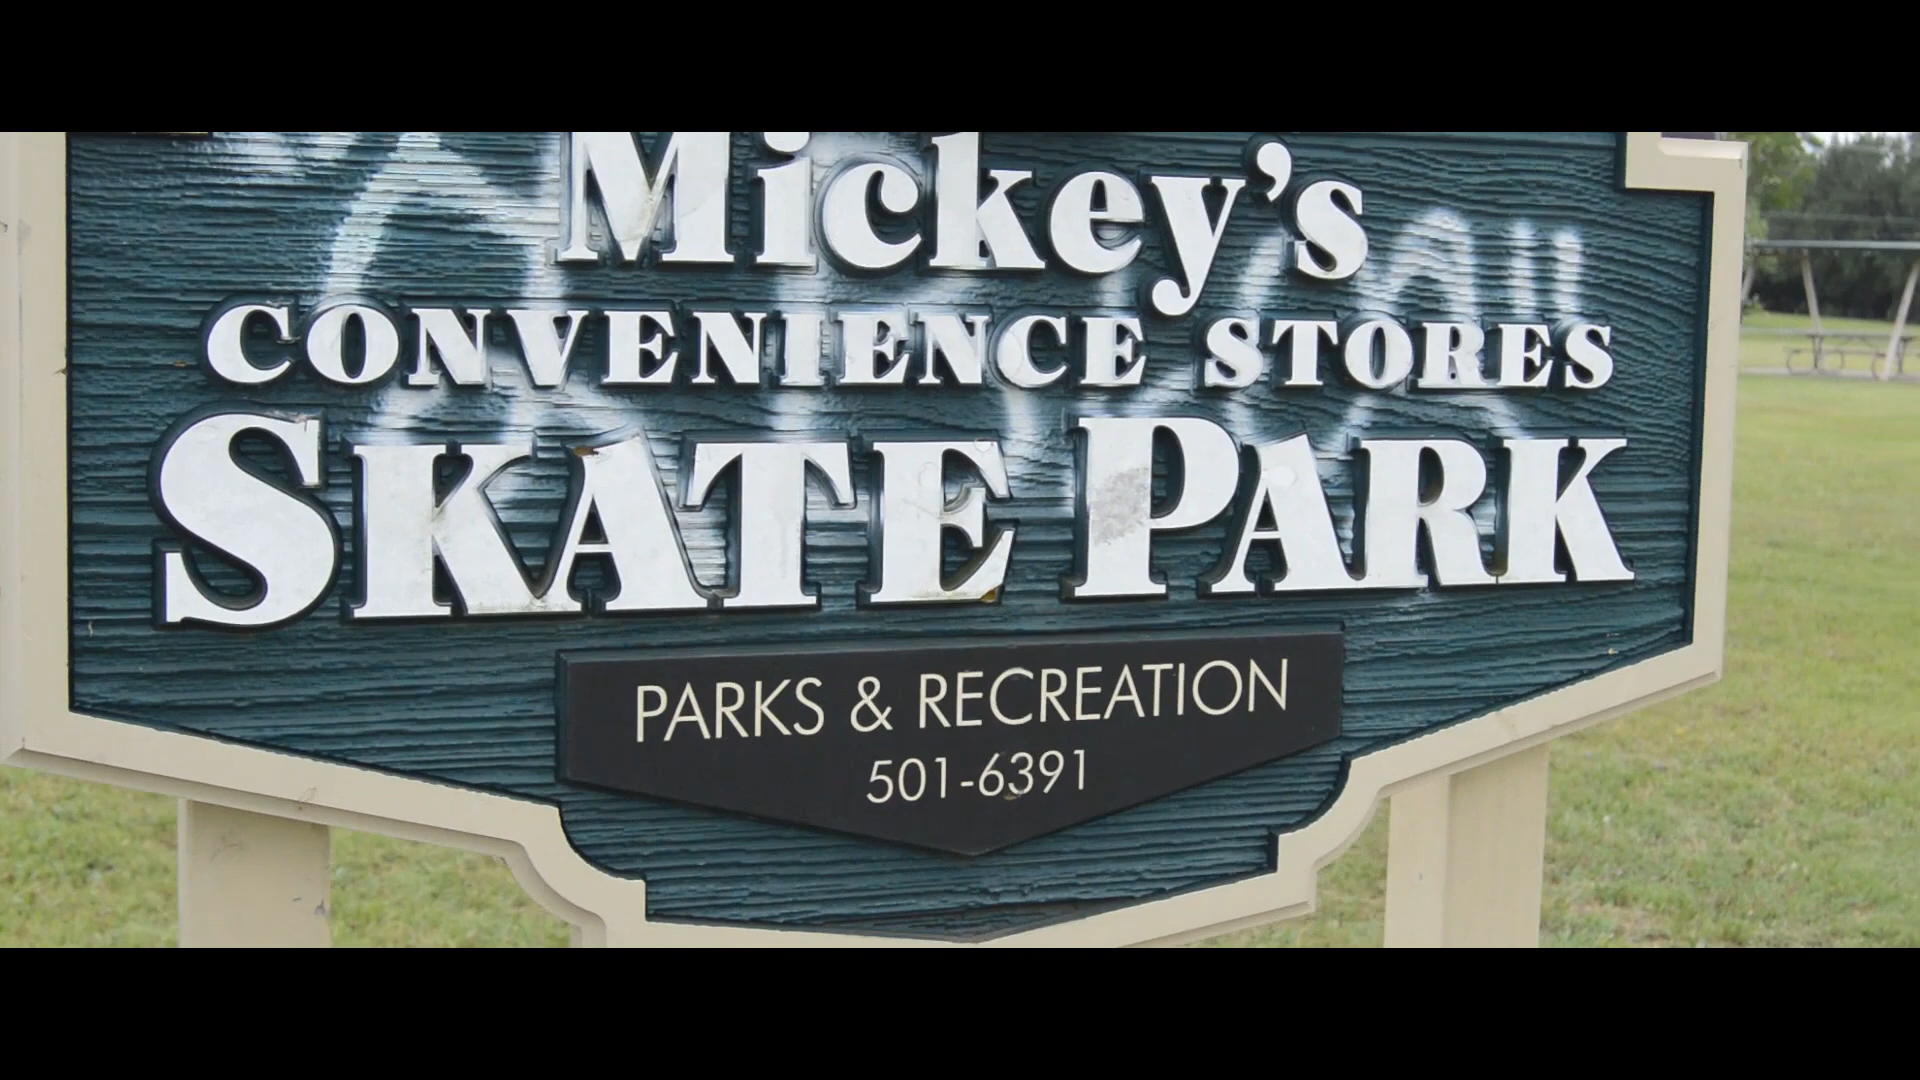 Mickey's
CONVENIENCE STORES
SKATE PARK
PARKS & RECREATION
501-6391